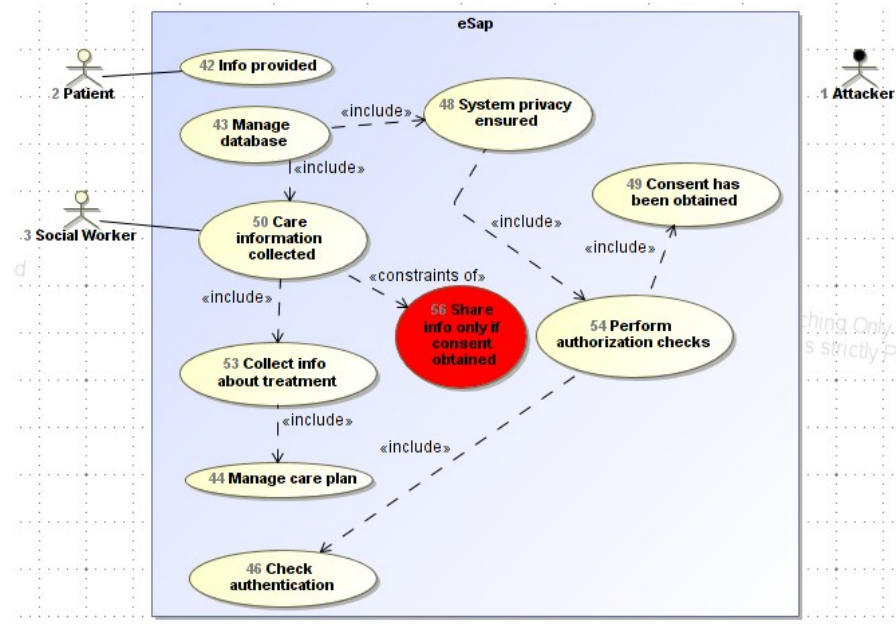 eSap
42 Info provided
2 Patient
1 Attacker
«include»
48 System privacy
ensured
43 Manage
database
«include»
49 Consent has
been obtained
3 Social Worker
50 Care
information
collected
«include»
«include»
«constraints of»
«include»
56 Share
info only if
consent
obtained
54 Perform
authorization checks
ching Only
s strictly P
53 Collect info
about treatment
«include»
«include»
44 Manage care plan
46 Check
authentication